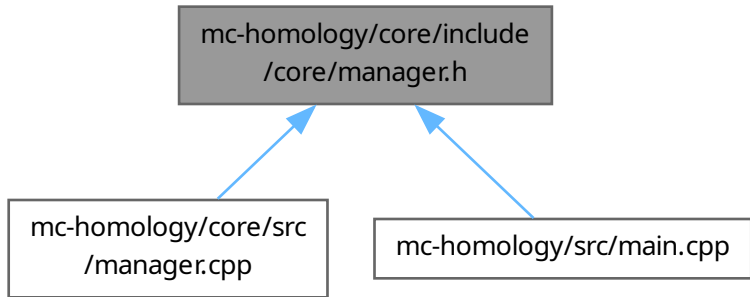 mc-homology/core/include
/core/manager.h
mc-homology/core/src
/manager.cpp
mc-homology/src/main.cpp